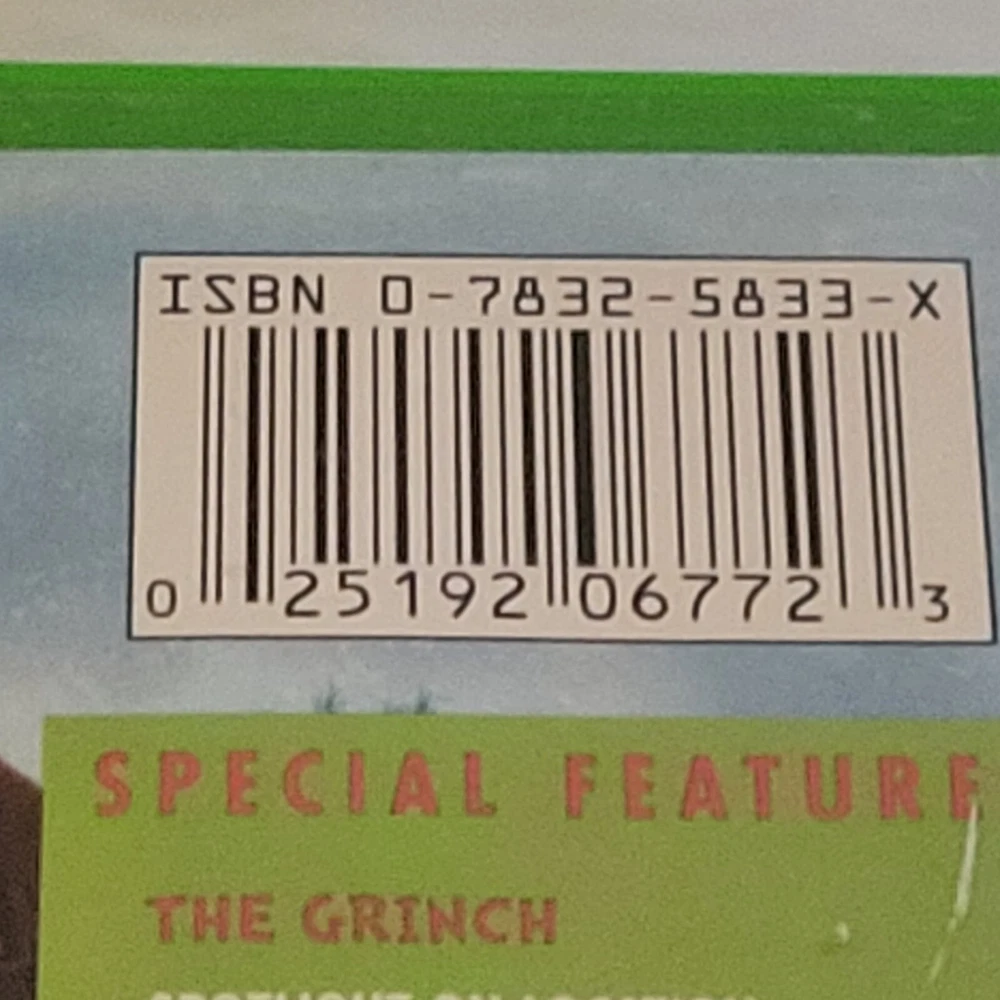 ISBN 0-7832-5833-X
0 25192 06772 3
SPECIAL FEATURE
THE GRINCH